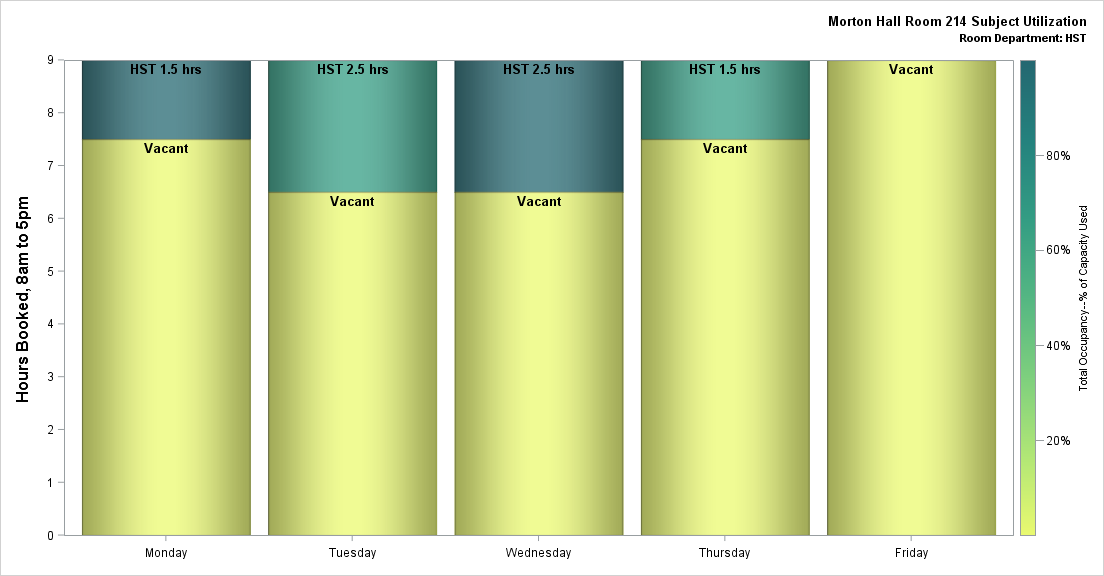 Morton Hall Room 214 Subject Utilization
Room Department: HST
Hours Booked, 8am to 5pm
9
8
7
6
5
4
3
2
1
0
HST 1.5 hrs
Vacant
HST 2.5 hrs
Vacant
HST 2.5 hrs
Vacant
HST 1.5 hrs
Vacant
Vacant
Monday
Tuesday
Wednesday
Thursday
Friday
80%
60%
40%
20%
Total Occupancy--% of Capacity Used